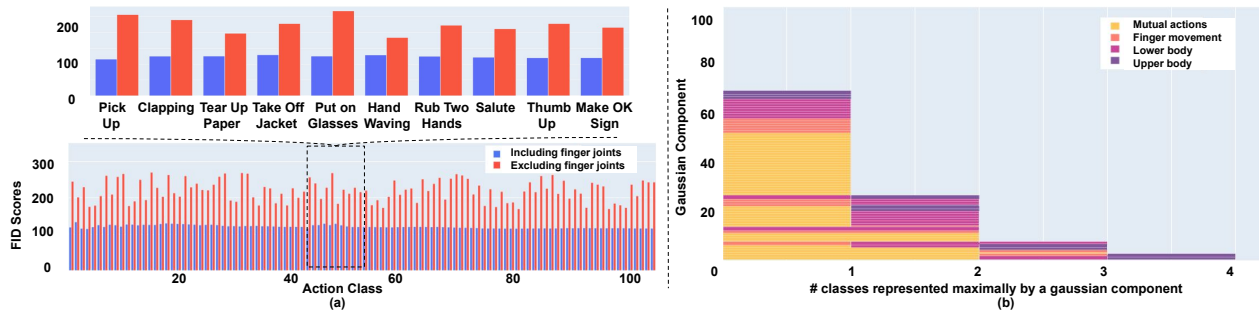 200
100
0
Pick Up
Clapping
Tear Up Paper
Take Off Jacket
Put on Glasses
Hand Waving
Rub Two Hands
Salute
Thumb Up
Make OK Sign
FID Scores
300
200
100
0
Including finger joints
Excluding finger joints
20
40
60
80
100
Action Class
(a)
Gaussian Component
100
80
60
40
20
0
Mutual actions
Finger movement
Lower body
Upper body
1
2
3
4
# classes represented maximally by a gaussian component
(b)